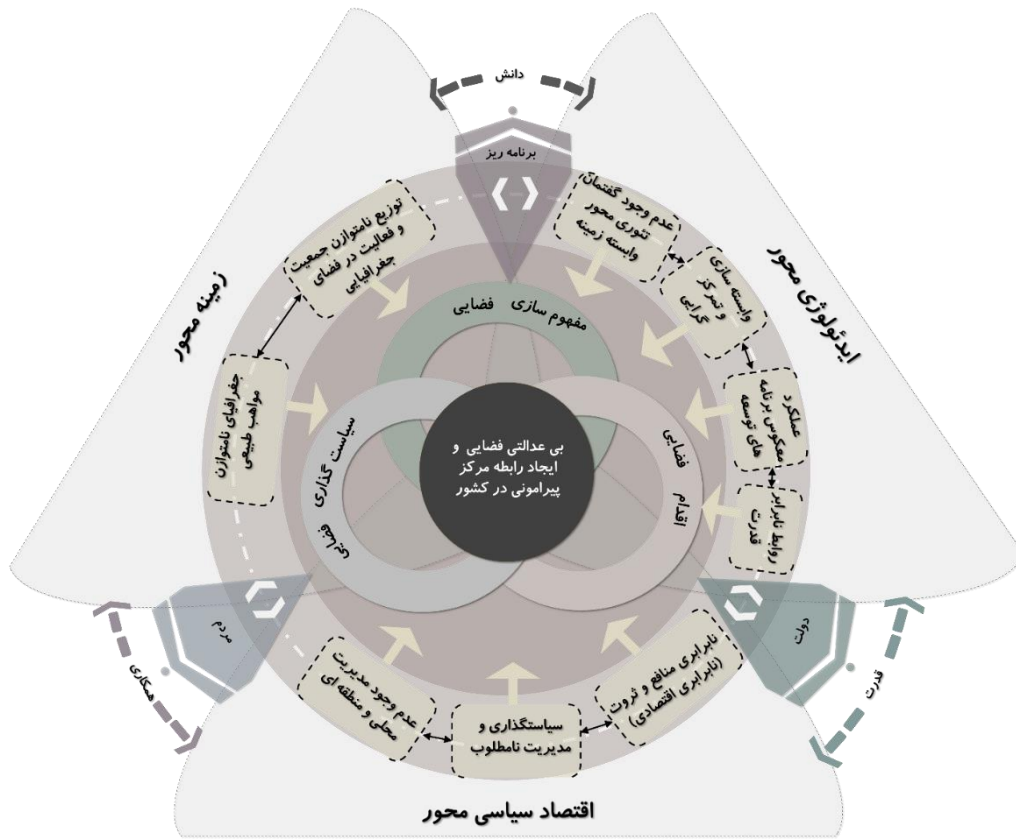 دانش
برنامه ریز
عدم وجود گفتمان
تئوری محور
وابسته زمینه
وابسته سازی
و تمرکز
گرایی
عملکرد
معکوس برنامه
های توسعه
روابط نابرابر
قدرت
ایدئولوژی محور
توزیع نامتوازن جمعیت
و فعالیت در فضای
جغرافیایی
جغرافیای نامتوازن
مواهب طبیعی
زمینه محور
مفهوم سازی فضایی
سیاست گذاری فضایی
اقدام فضایی
بی عدالتی فضایی و
ایجاد رابطه مرکز
پیرامونی در کشور
دولت
قدرت
مردم
همکاری
نابرابری منافع و ثروت
(نابرابری اقتصادی)
سیاستگذاری و
مدیریت نامطلوب
عدم وجود مدیریت
محلی و منطقه ای
اقتصاد سیاسی محور